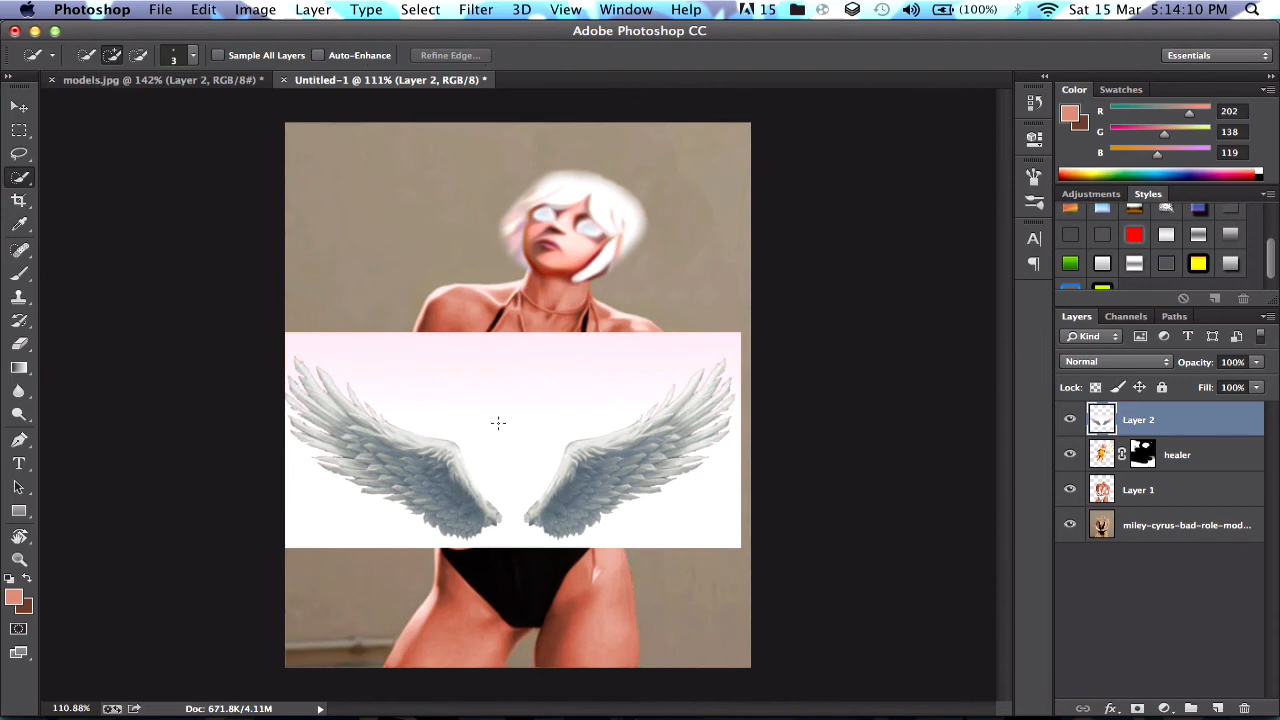 Photoshop File Edit Image Layer Type Select Filter 3D View Window Help 15 (100%) Sat 15 Mar 5:14:10 PM
Adobe Photoshop CC
3 Sample All Layers Auto-Enhance Refine Edge... Essentials
models.jpg @ 142% (Layer 2, RGB/8#) * Untitled-1 @ 111% (Layer 2, RGB/8) *
Color Swatches
R 202
G 138
B 119
Adjustments Styles
Layers Channels Paths
Kind
Normal Opacity: 100%
Lock: Fill: 100%
Layer 2
healer
Layer 1
miley-cyrus-bad-role-mod...
110.88% Doc: 671.8K/4.11M